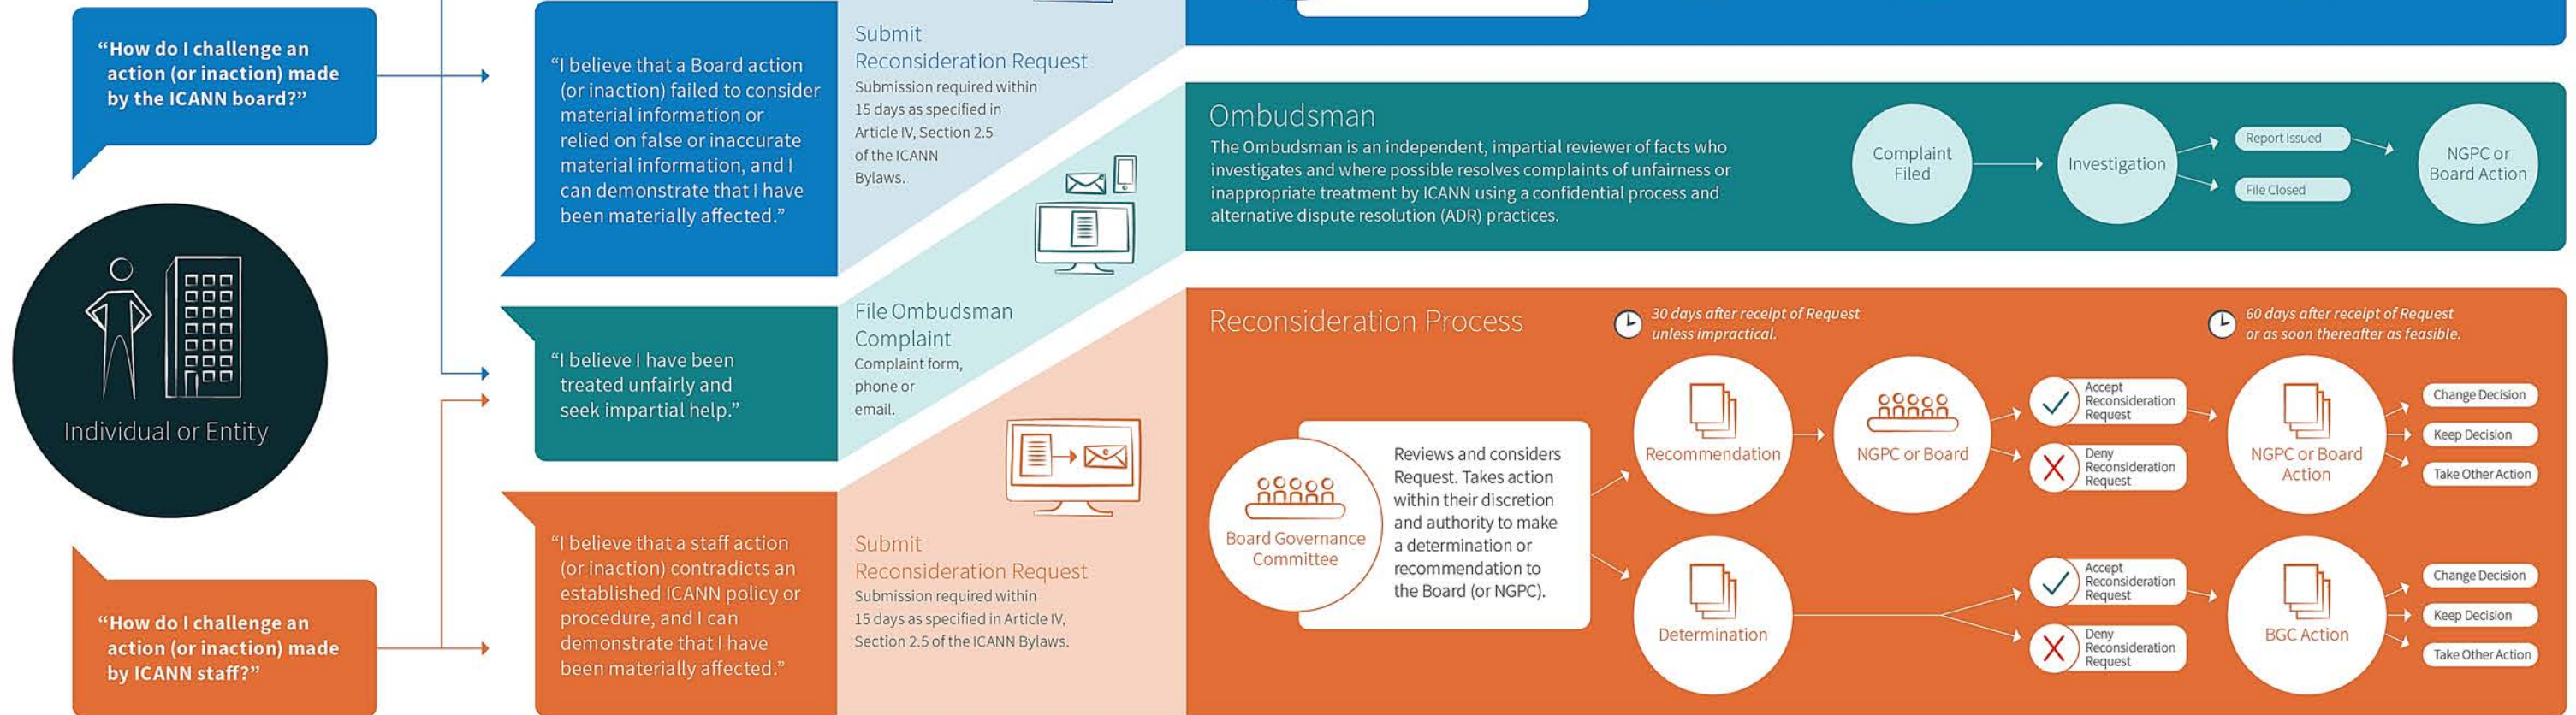 “How do I challenge an
action (or inaction) made
by the ICANN board?”
Individual or Entity
“How do I challenge an
action (or inaction) made
by ICANN staff?”
“I believe that a Board action
(or inaction) failed to consider
material information or
relied on false or inaccurate
material information, and I
can demonstrate that I have
been materially affected.”
Submit
Reconsideration Request
Submission required within
15 days as specified in
Article IV, Section 2.5
of the ICANN
Bylaws.
“I believe I have been
treated unfairly and
seek impartial help.”
File Ombudsman
Complaint
Complaint form,
phone or
email.
“I believe that a staff action
(or inaction) contradicts an
established ICANN policy or
procedure, and I can
demonstrate that I have
been materially affected.”
Submit
Reconsideration Request
Submission required within
15 days as specified in Article IV,
Section 2.5 of the ICANN Bylaws.
Ombudsman
The Ombudsman is an independent, impartial reviewer of facts who
investigates and where possible resolves complaints of unfairness or
inappropriate treatment by ICANN using a confidential process and
alternative dispute resolution (ADR) practices.
Complaint
Filed
Investigation
Report Issued
File Closed
NGPC or
Board Action
Reconsideration Process
30 days after receipt of Request
unless impractical.
60 days after receipt of Request
or as soon thereafter as feasible.
Board Governance
Committee
Reviews and considers
Request. Takes action
within their discretion
and authority to make
a determination or
recommendation to
the Board (or NGPC).
Recommendation
NGPC or Board
Accept
Reconsideration
Request
Deny
Reconsideration
Request
NGPC or Board
Action
Change Decision
Keep Decision
Take Other Action
Determination
Accept
Reconsideration
Request
Deny
Reconsideration
Request
BGC Action
Change Decision
Keep Decision
Take Other Action